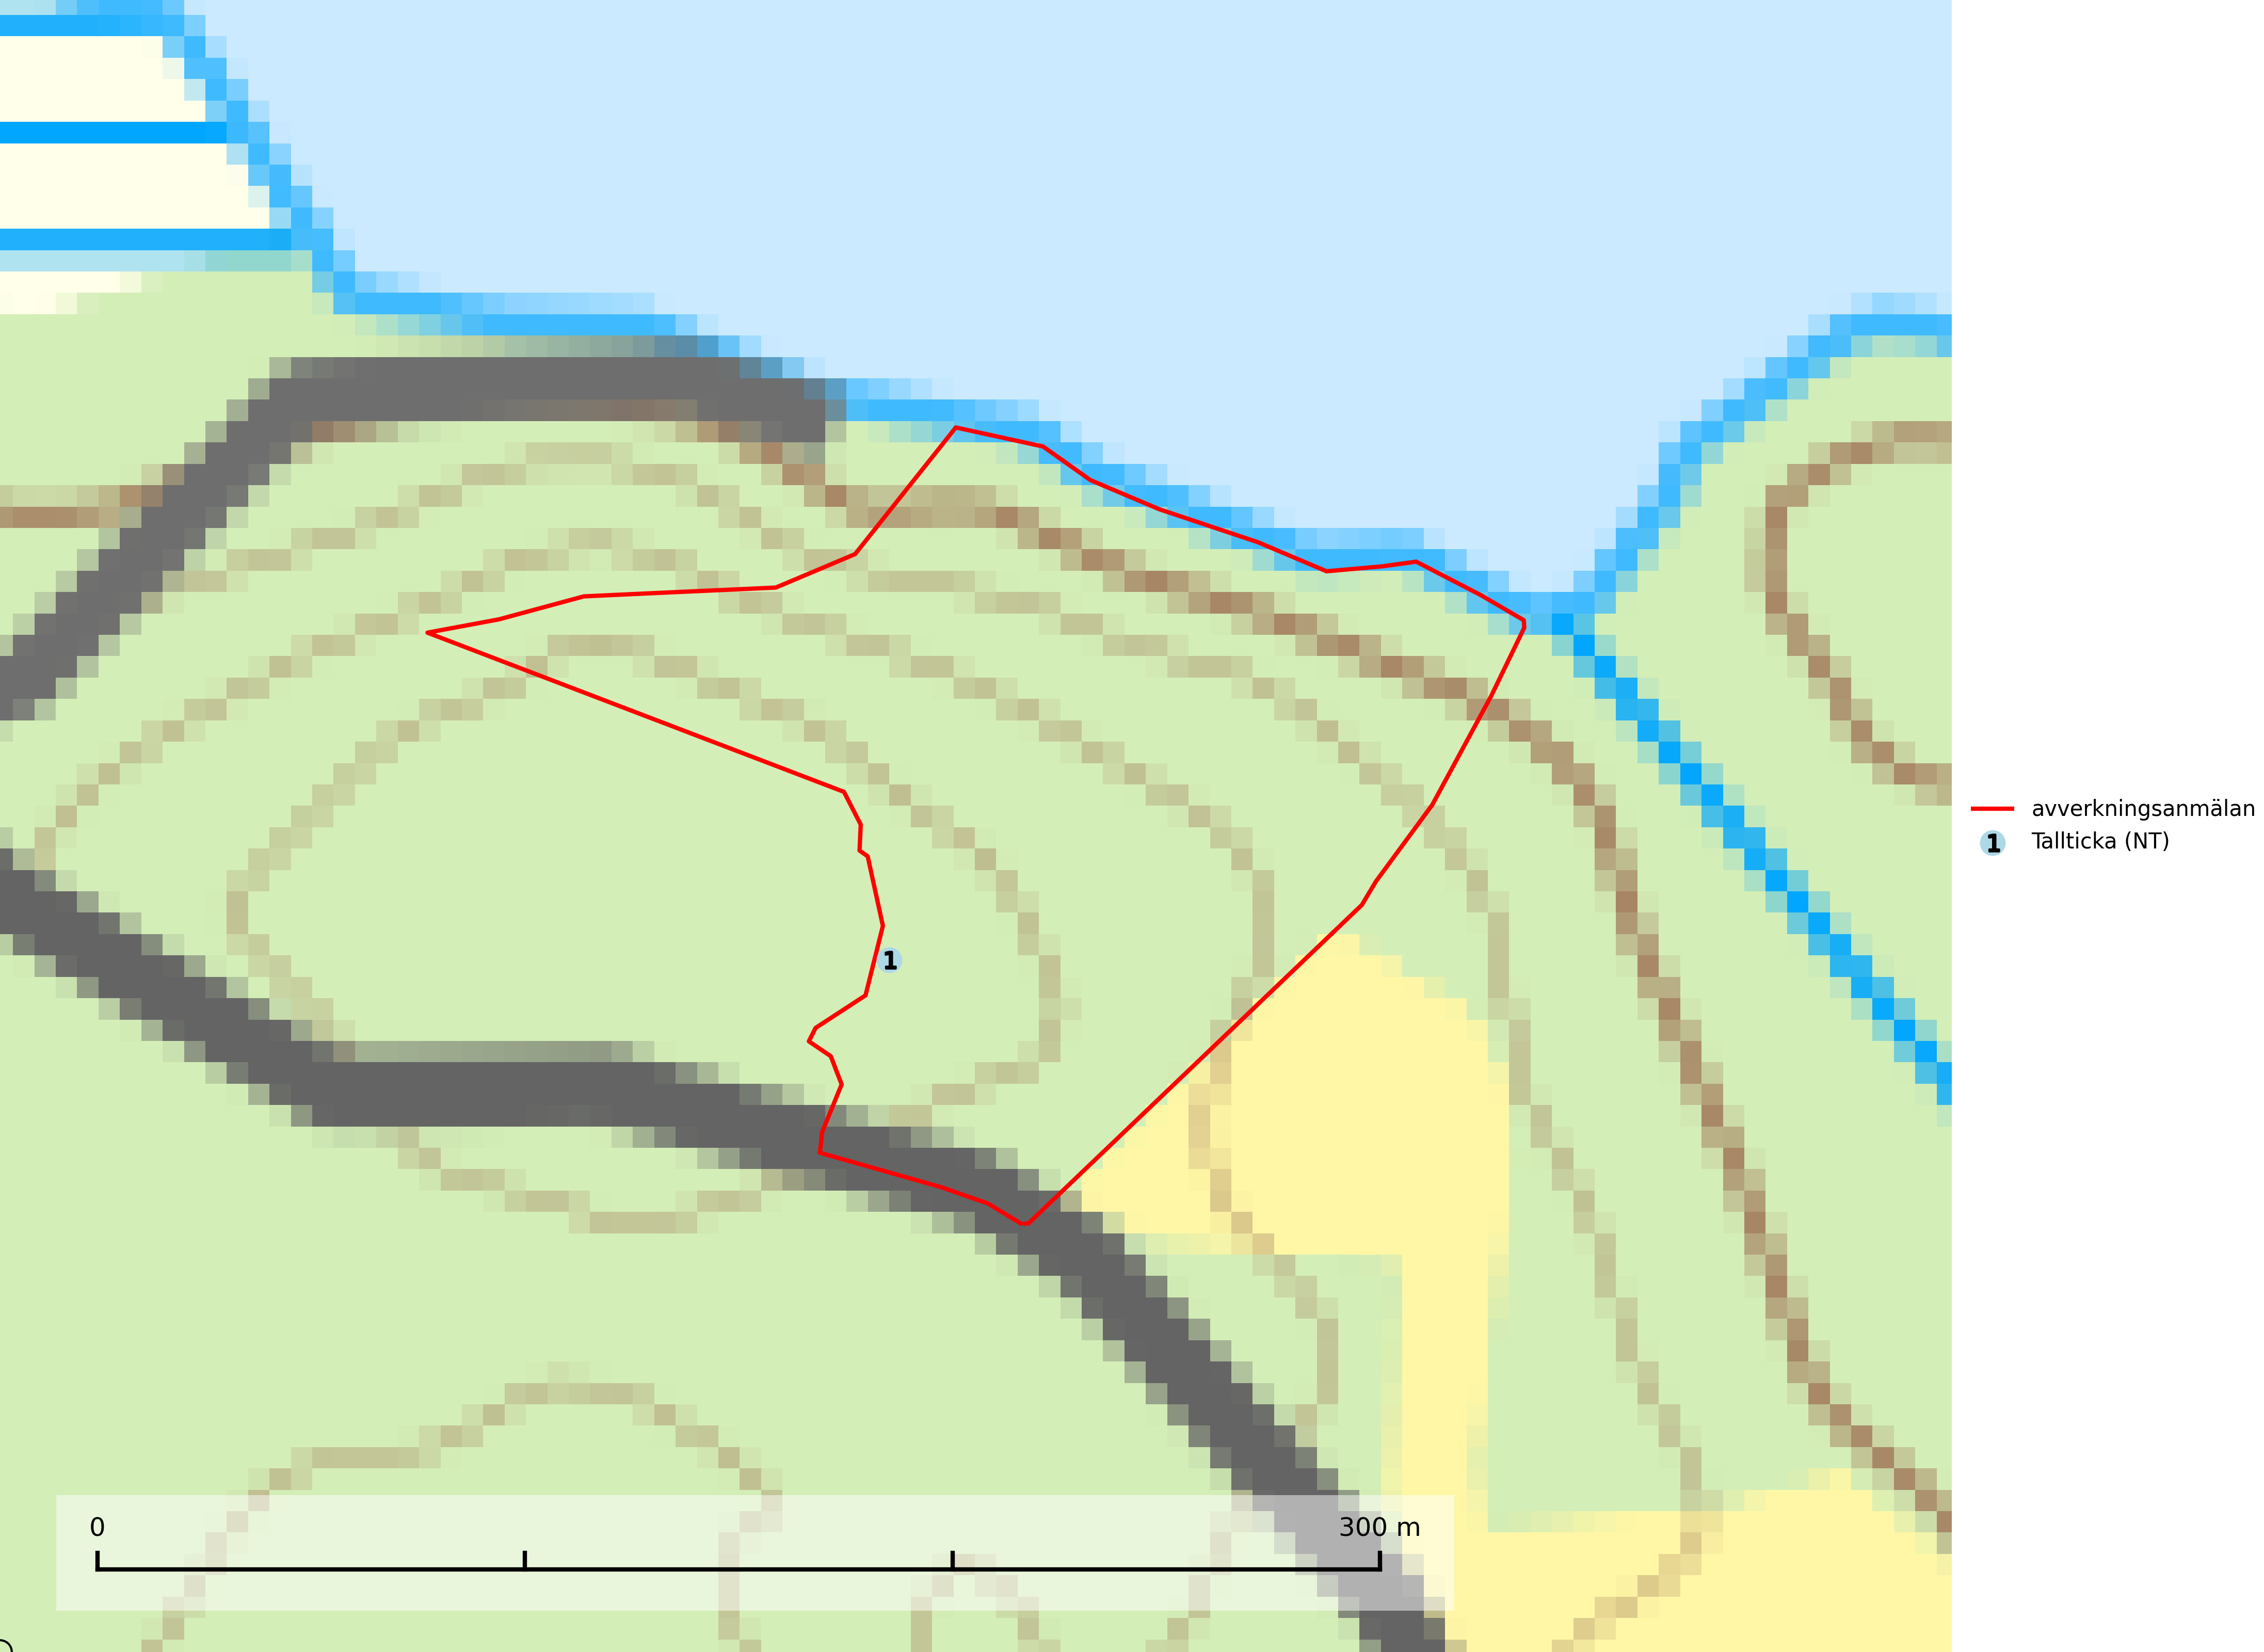 avverkningsanmälan
1 Tallticka (NT)
1
0 300 m